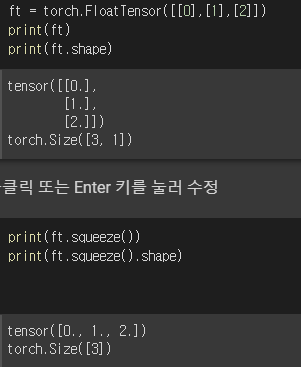 ft = torch.FloatTensor([[0],[1],[2]])
print(ft)
print(ft.shape)
tensor([[0.],
        [1.],
        [2.]])
torch.Size([3, 1])
클릭 또는 Enter 키를 눌러 수정
print(ft.squeeze())
print(ft.squeeze().shape)
tensor([0., 1., 2.])
torch.Size([3])